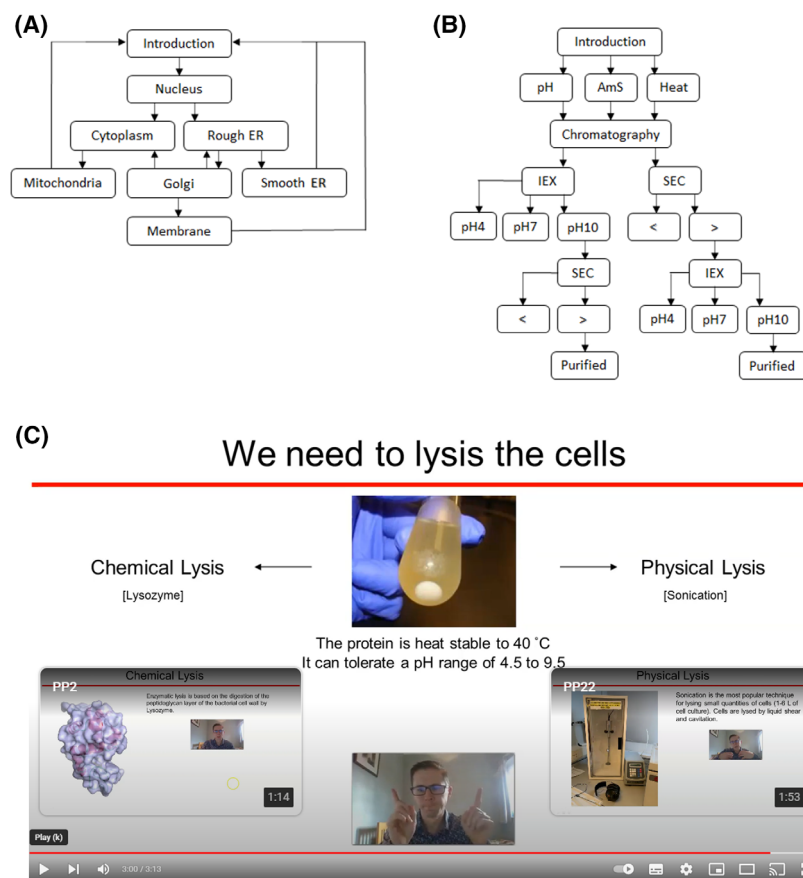 (A)
Introduction
Nucleus
Cytoplasm
Rough ER
Mitochondria
Golgi
Smooth ER
Membrane
(B)
Introduction
pH
AmS
Heat
Chromatography
IEX
SEC
pH4
pH7
pH10
<
>
SEC
IEX
<
>
pH4
pH7
pH10
Purified
Purified
(C)
We need to lysis the cells
Chemical Lysis
[Lysozyme]
Physical Lysis
[Sonication]
The protein is heat stable to 40 ˚C
It can tolerate a pH range of 4.5 to 9.5
PP2
Chemical Lysis
Enzymatic lysis is based on the digestion of the
peptidoglycan layer of the bacterial cell wall by
Lysozyme.
1:14
PP22
Physical Lysis
Sonication is the most popular technique
for lysing small quantities of cells (1-6 L of
cell culture). Cells are lysed by liquid shear
and cavitation.
1:53
Play (k)
3:00 / 3:13